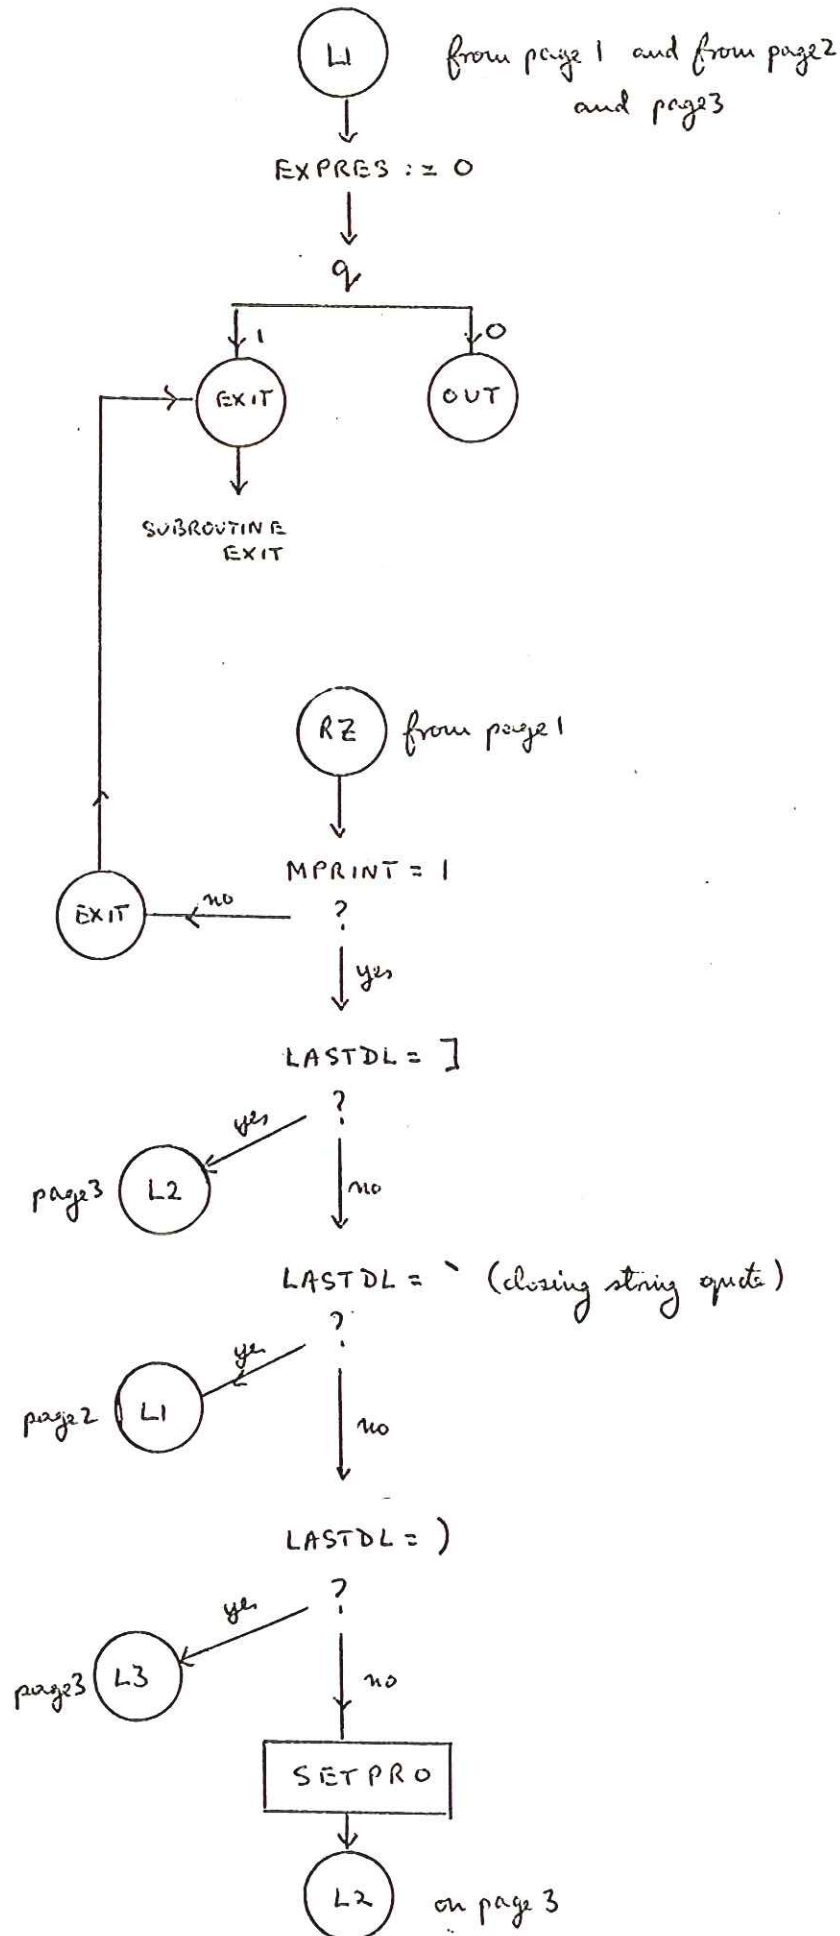 L1 from page 1 and from page 2
and page 3
EXPRES := 0
q
1 0
EXIT OUT
SUBROUTINE
EXIT
RZ from page 1
MPRINT = 1
EXIT no ?
yes
LASTDL = ]
yes ?
page 3 L2 no
LASTDL = ` (closing string quote)
yes ?
page 2 L1 no
LASTDL = )
yes ?
page 3 L3 no
SETPRO
L2 on page 3